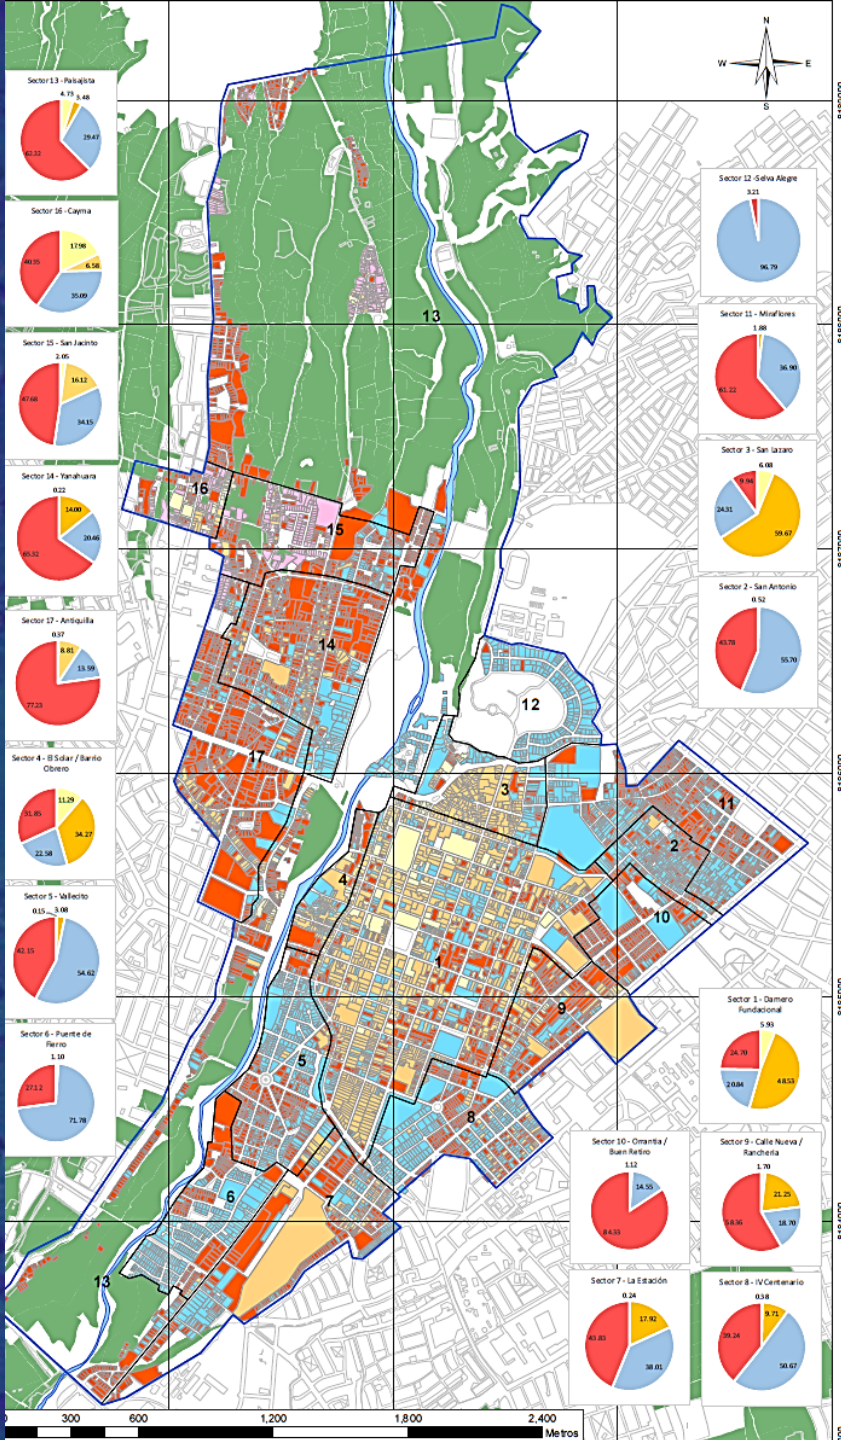 N
W E
S
Sector 13 - Paisajista
4.73
3.48
29.47
62.32
Sector 16 - Cayma
17.98
6.58
35.09
40.35
Sector 15 - San Jacinto
2.05
16.12
34.15
47.68
Sector 14 - Yanahuara
0.22
14.00
20.46
65.32
Sector 17 - Antiquilla
0.37
8.81
13.59
77.23
Sector 4 - El Solar / Barrio
Obrero
11.29
34.27
22.58
31.85
Sector 5 - Vallecito
0.15
3.08
54.62
42.15
Sector 6 - Puente de
Fierro
1.10
71.78
27.12
Sector 12 - Selva Alegre
3.21
96.79
Sector 11 - Miraflores
1.88
36.90
61.22
Sector 3 - San Lazaro
6.08
9.94
24.31
59.67
Sector 2 - San Antonio
0.52
43.78
55.70
Sector 1 - Damero
Fundacional
5.93
24.70
20.84
48.53
Sector 10 - Orrantia /
Buen Retiro
1.12
14.55
84.33
Sector 9 - Calle Nueva /
Rancheria
1.70
21.25
18.70
58.36
Sector 7 - La Estación
0.24
17.92
38.01
43.83
Sector 8 - IV Centenario
0.38
9.71
50.67
39.24
13
16
15
14
12
17
3
11
2
4
10
1
9
5
8
6
7
13
300 600 1,200 1,800 2,400
Metros